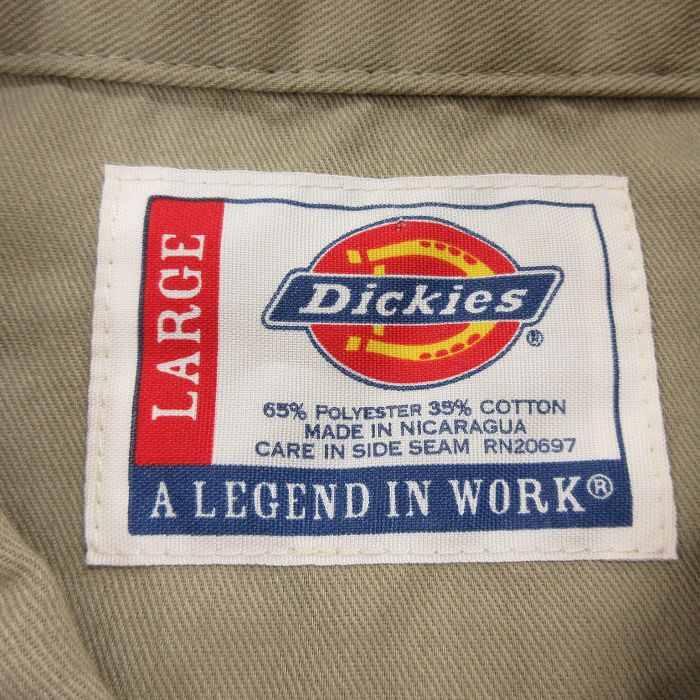 LARGE
Dickies®
65% POLYESTER 35% COTTON
MADE IN NICARAGUA
CARE IN SIDE SEAM RN20697
A LEGEND IN WORK®